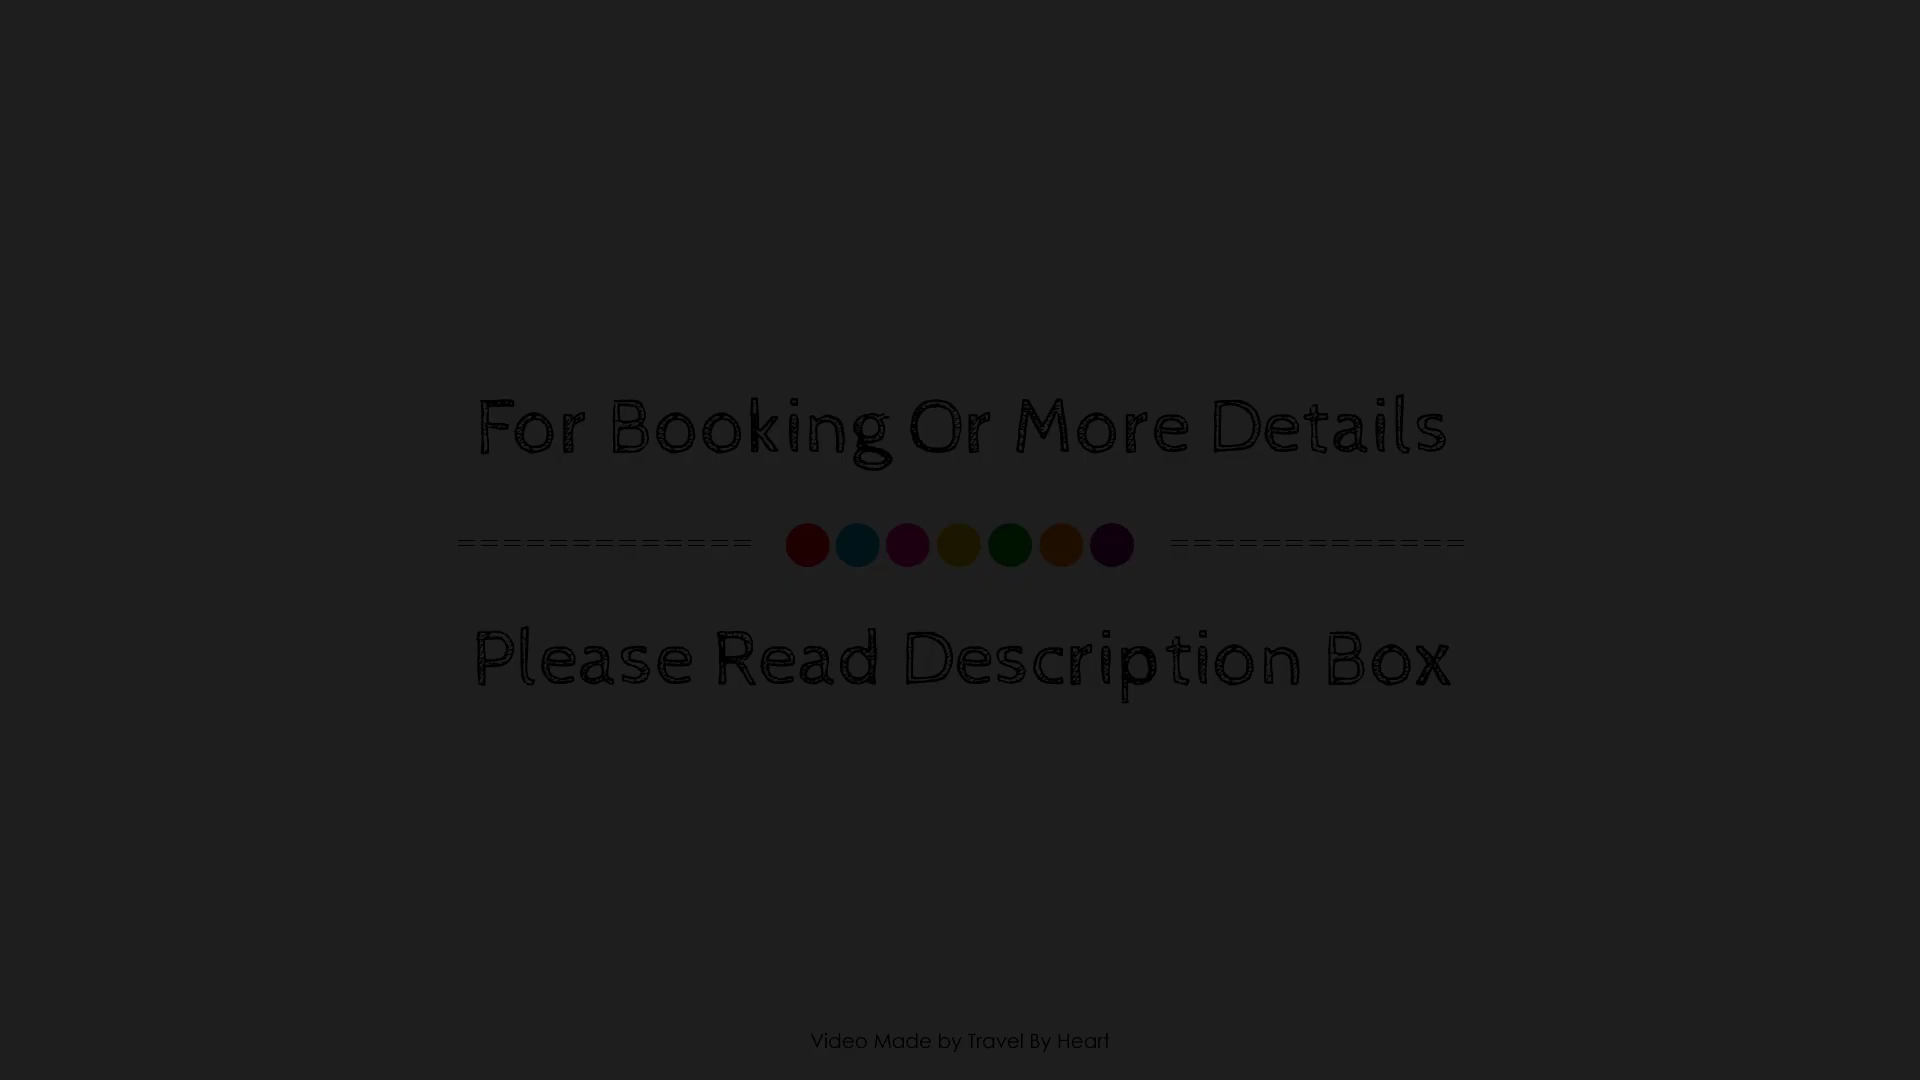 For Booking Or More Details
============= =============
Please Read Description Box
Video Made by Travel By Heart